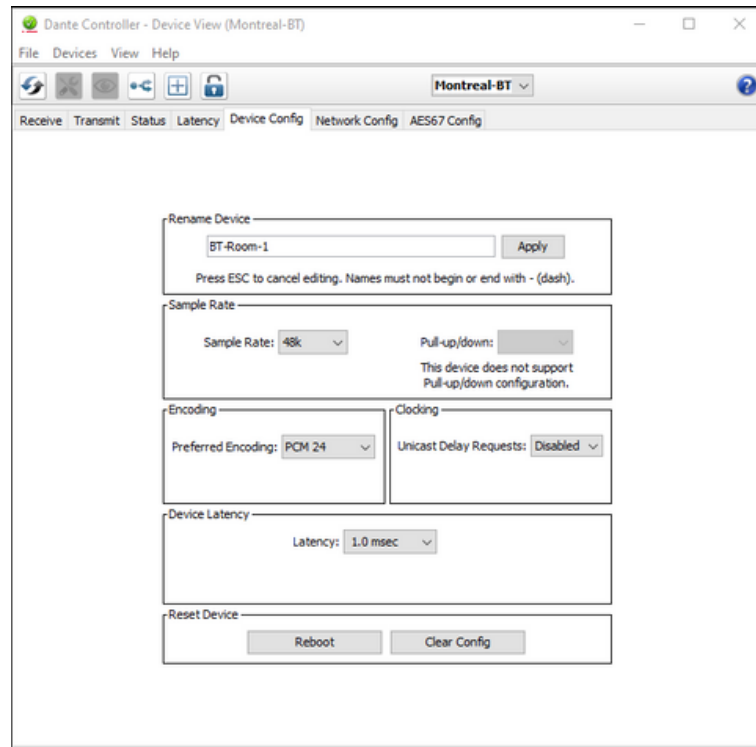 Dante Controller - Device View (Montreal-BT)
File Devices View Help
Montreal-BT
Receive Transmit Status Latency Device Config Network Config AES67 Config
Rename Device
BT-Room-1 Apply
Press ESC to cancel editing. Names must not begin or end with - (dash).
Sample Rate
Sample Rate: 48k Pull-up/down:
This device does not support
Pull-up/down configuration.
Encoding Clocking
Preferred Encoding: PCM 24 Unicast Delay Requests: Disabled
Device Latency
Latency: 1.0 msec
Reset Device
Reboot Clear Config